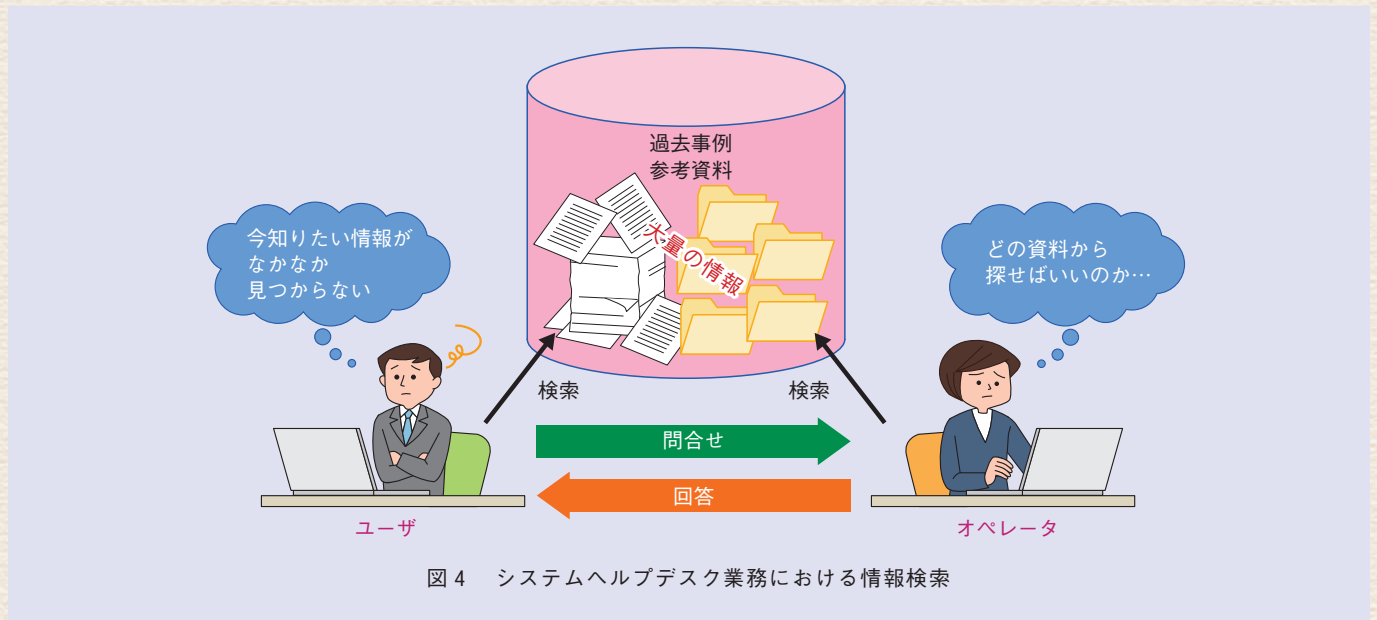 過去事例
参考資料
大量の情報
今知りたい情報が
なかなか
見つからない
どの資料から
探せばいいのか…
検索
検索
問合せ
回答
ユーザ
オペレータ
図4 システムヘルプデスク業務における情報検索